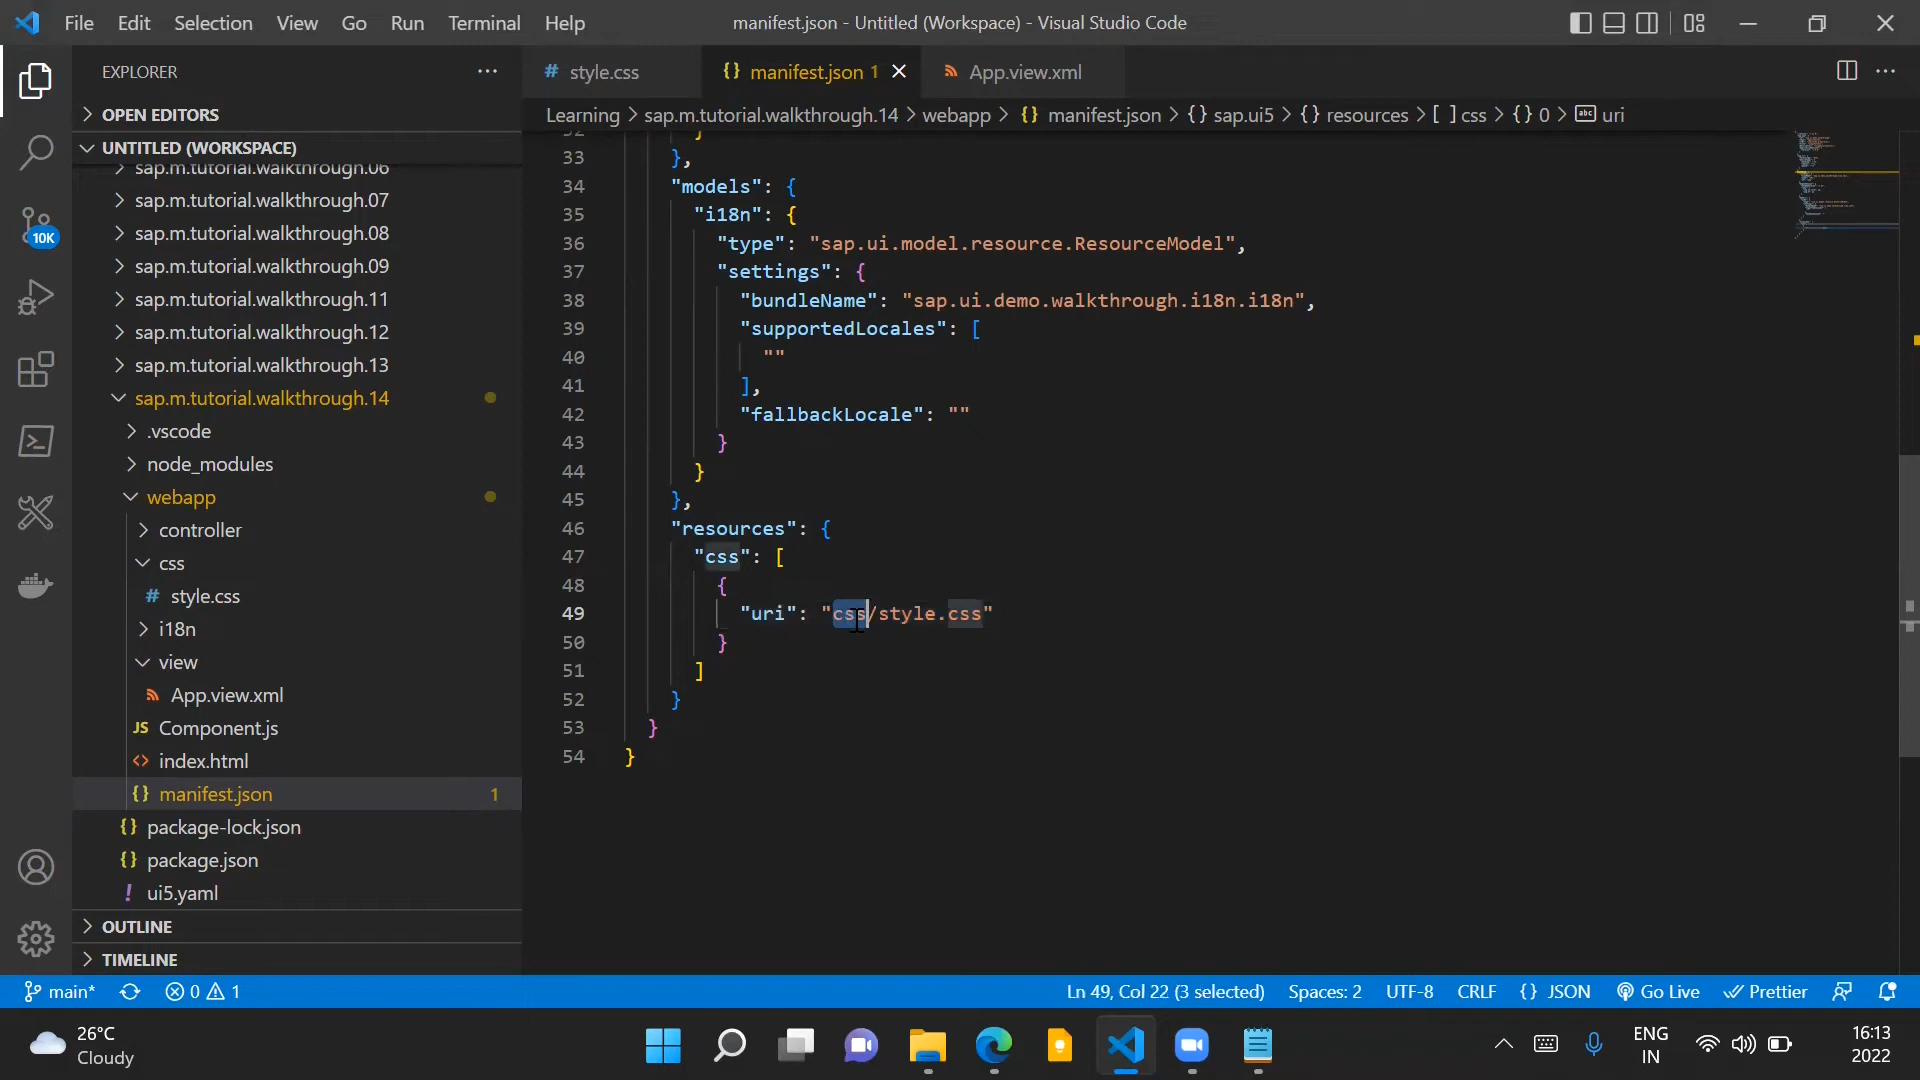 File Edit Selection View Go Run Terminal Help
manifest.json - Untitled (Workspace) - Visual Studio Code
EXPLORER
OPEN EDITORS
UNTITLED (WORKSPACE)
sap.m.tutorial.walkthrough.06
sap.m.tutorial.walkthrough.07
sap.m.tutorial.walkthrough.08
sap.m.tutorial.walkthrough.09
sap.m.tutorial.walkthrough.11
sap.m.tutorial.walkthrough.12
sap.m.tutorial.walkthrough.13
sap.m.tutorial.walkthrough.14
.vscode
node_modules
webapp
controller
css
# style.css
i18n
view
App.view.xml
JS Component.js
<> index.html
{} manifest.json 1
{} package-lock.json
{} package.json
! ui5.yaml
OUTLINE
TIMELINE
10K
# style.css {} manifest.json 1 App.view.xml
Learning > sap.m.tutorial.walkthrough.14 > webapp > {} manifest.json > {} sap.ui5 > {} resources > [ ] css > {} 0 > abc uri
32 }
33 },
34 "models": {
35 "i18n": {
36 "type": "sap.ui.model.resource.ResourceModel",
37 "settings": {
38 "bundleName": "sap.ui.demo.walkthrough.i18n.i18n",
39 "supportedLocales": [
40 ""
41 ],
42 "fallbackLocale": ""
43 }
44 }
45 },
46 "resources": {
47 "css": [
48 {
49 "uri": "css/style.css"
50 }
51 ]
52 }
53 }
54 }
main* 0 1 Ln 49, Col 22 (3 selected) Spaces: 2 UTF-8 CRLF {} JSON Go Live Prettier
26°C
Cloudy
ENG
IN
16:13
2022